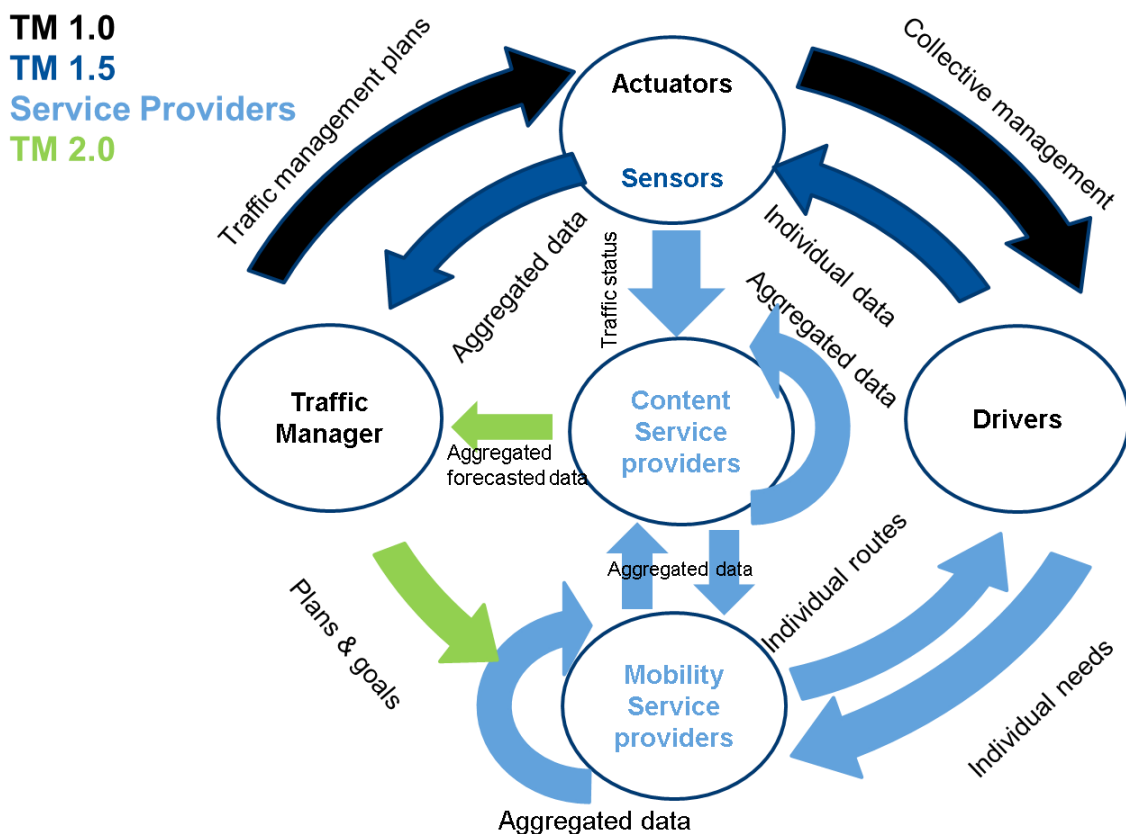 TM 1.0
TM 1.5
Service Providers
TM 2.0
Traffic management plans
Actuators
Sensors
Collective management
Aggregated data
Traffic status
Individual data
Aggregated data
Traffic
Manager
Aggregated
forecasted data
Content
Service
providers
Drivers
Aggregated data
Plans & goals
Individual routes
Individual needs
Mobility
Service
providers
Aggregated data